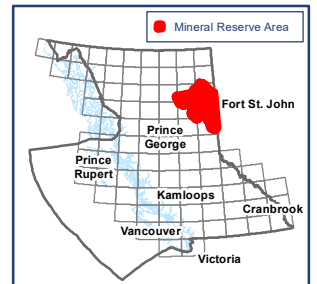 Mineral Reserve Area
Fort St. John
Prince
George
Prince
Rupert
Kamloops
Cranbrook
Vancouver
Victoria